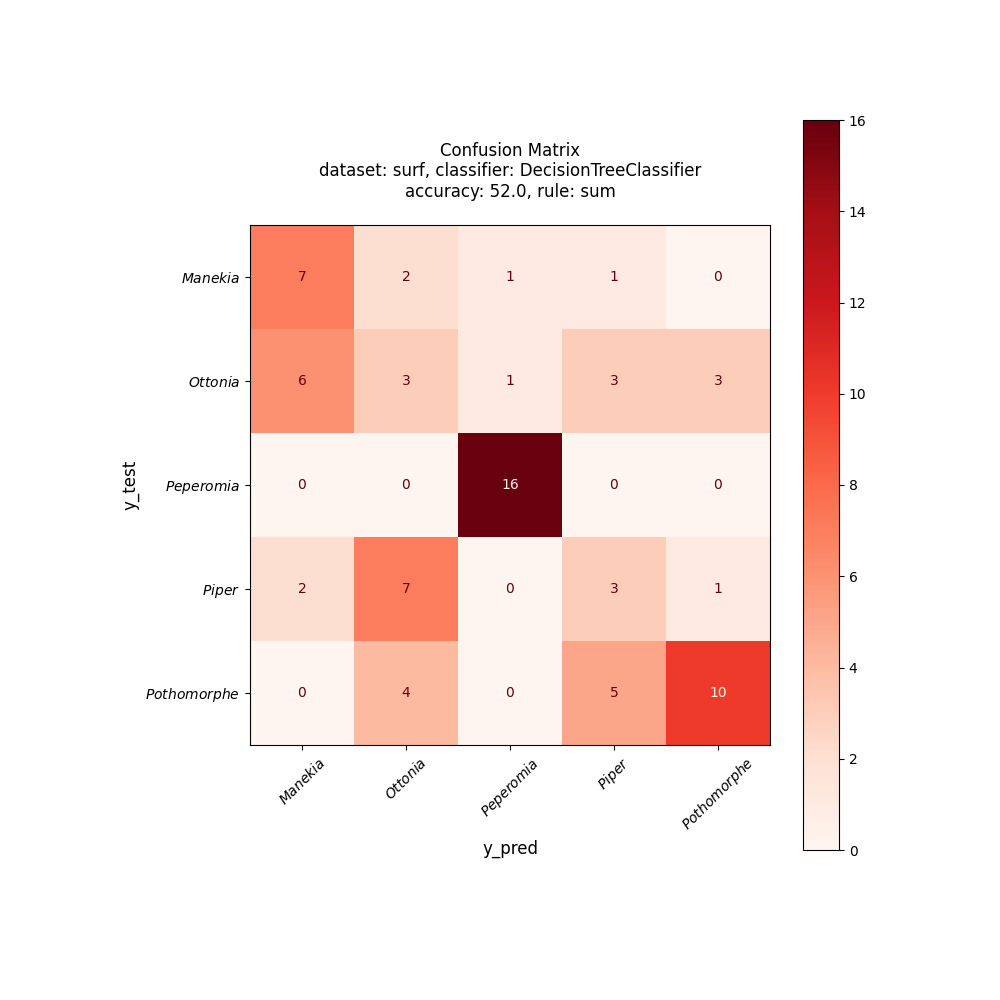 Confusion Matrix
dataset: surf, classifier: DecisionTreeClassifier
accuracy: 52.0, rule: sum
y_test
Manekia 7 2 1 1 0
Ottonia 6 3 1 3 3
Peperomia 0 0 16 0 0
Piper 2 7 0 3 1
Pothomorphe 0 4 0 5 10
Manekia Ottonia Peperomia Piper Pothomorphe
y_pred
16
14
12
10
8
6
4
2
0